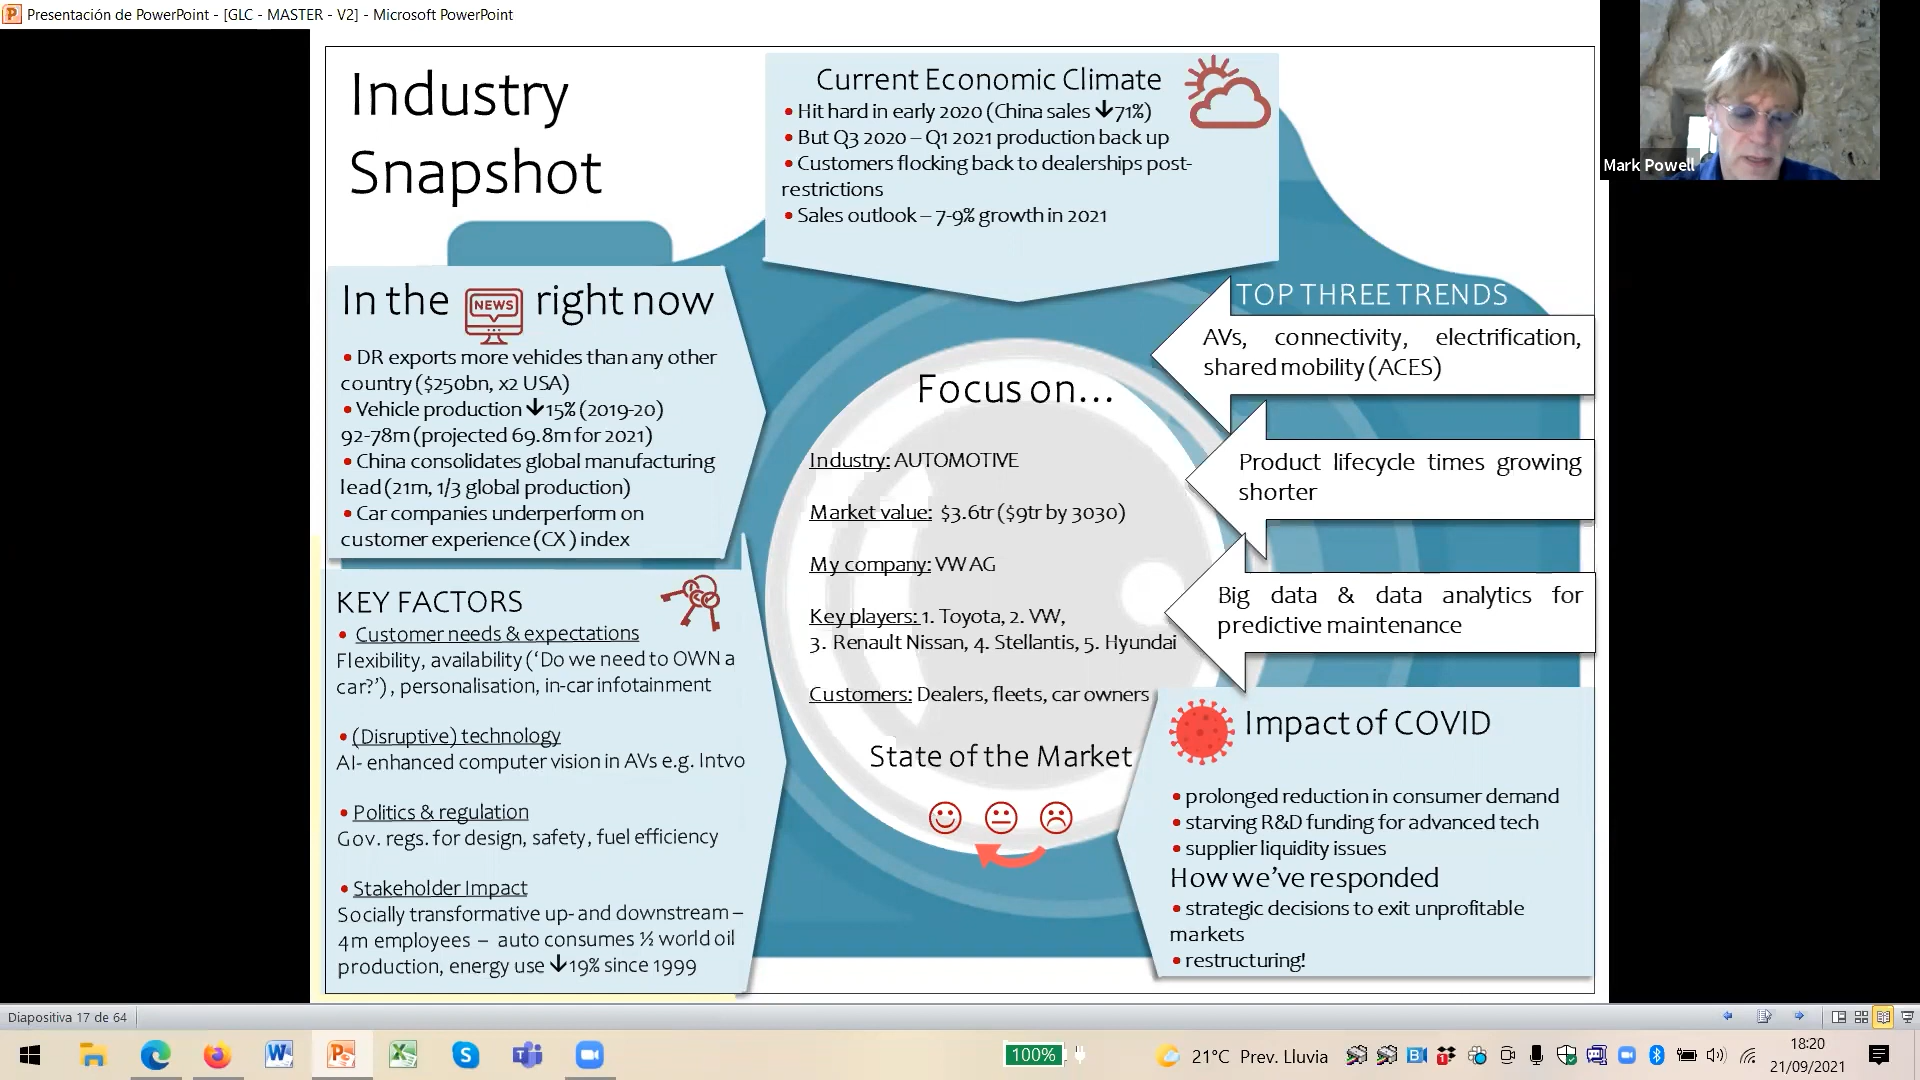 Presentación de PowerPoint - [GLC - MASTER - V2] - Microsoft PowerPoint
Industry
Snapshot
Current Economic Climate
• Hit hard in early 2020 (China sales ↓71%)
• But Q3 2020 – Q1 2021 production back up
• Customers flocking back to dealerships post-
restrictions
• Sales outlook – 7-9% growth in 2021
Mark Powell
In the NEWS right now
• DR exports more vehicles than any other
country ($250bn, x2 USA)
• Vehicle production ↓15% (2019-20)
92-78m (projected 69.8m for 2021)
• China consolidates global manufacturing
lead (21m, 1/3 global production)
• Car companies underperform on
customer experience (CX ) index
KEY FACTORS
• Customer needs & expectations
Flexibility, availability (‘Do we need to OWN a
car?’) , personalisation, in-car infotainment
• (Disruptive) technology
AI- enhanced computer vision in AVs e.g. Intvo
• Politics & regulation
Gov. regs. for design, safety, fuel efficiency
• Stakeholder Impact
Socially transformative up- and downstream –
4m employees – auto consumes ½ world oil
production, energy use ↓19% since 1999
Focus on…
Industry: AUTOMOTIVE
Market value: $3.6tr ($9tr by 3030)
My company: VW AG
Key players: 1. Toyota, 2. VW,
3. Renault Nissan, 4. Stellantis, 5. Hyundai
Customers: Dealers, fleets, car owners
State of the Market
TOP THREE TRENDS
AVs, connectivity, electrification,
shared mobility (ACES)
Product lifecycle times growing
shorter
Big data & data analytics for
predictive maintenance
Impact of COVID
• prolonged reduction in consumer demand
• starving R&D funding for advanced tech
• supplier liquidity issues
How we’ve responded
• strategic decisions to exit unprofitable
markets
• restructuring!
Diapositiva 17 de 64
100%
21°C Prev. Lluvia
18:20
21/09/2021